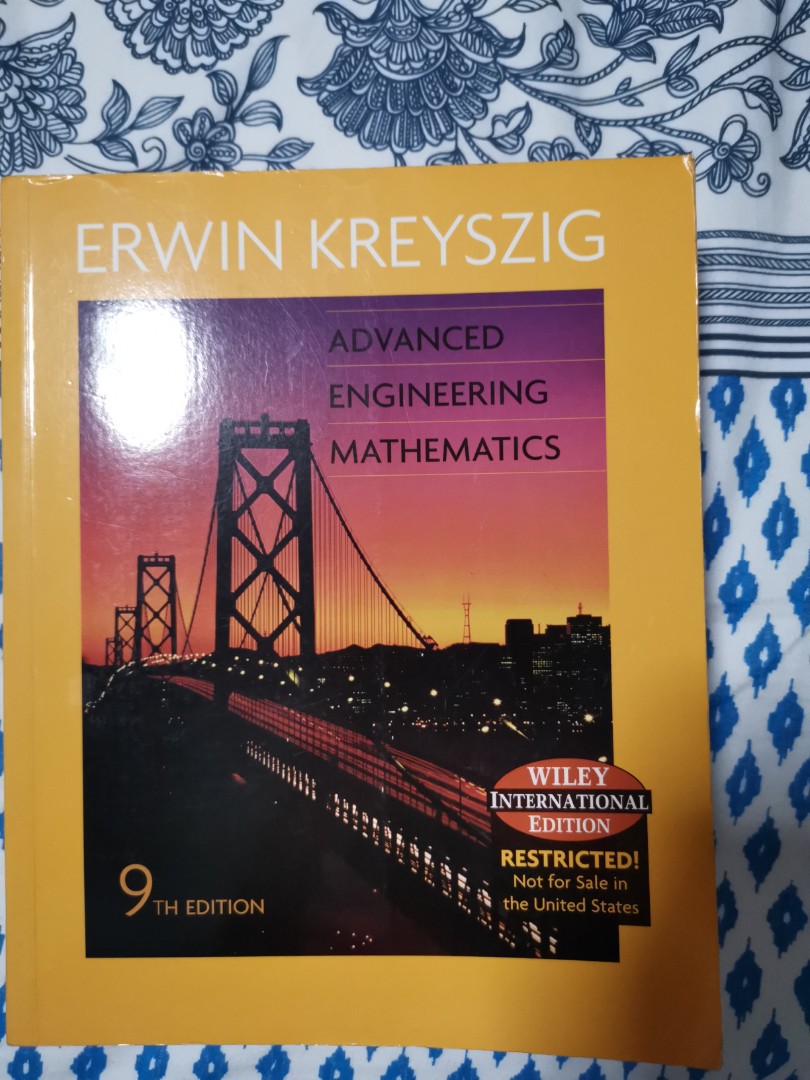 ERWIN KREYSZIG
ADVANCED
ENGINEERING
MATHEMATICS
WILEY
INTERNATIONAL
EDITION
RESTRICTED!
Not for Sale in
the United States
9TH EDITION